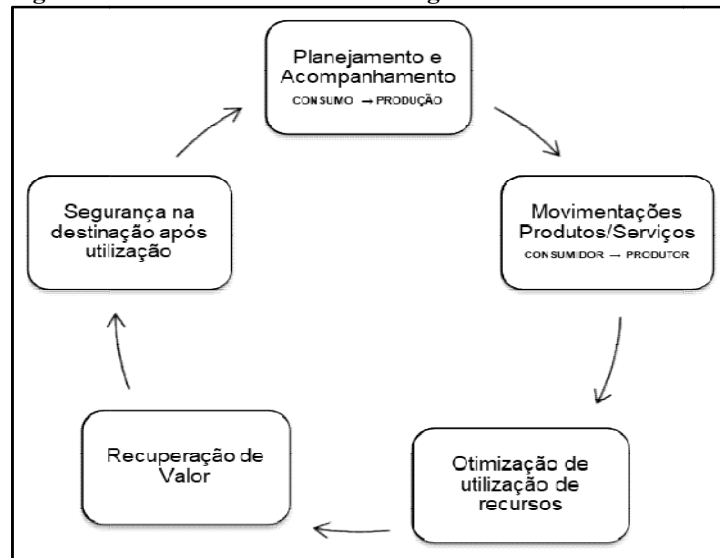 Planejamento e
Acompanhamento
CONSUMO → PRODUÇÃO
Segurança na
destinação após
utilização
Movimentações
Produtos/Serviços
CONSUMIDOR → PRODUTOR
Recuperação de
Valor
Otimização de
utilização de
recursos